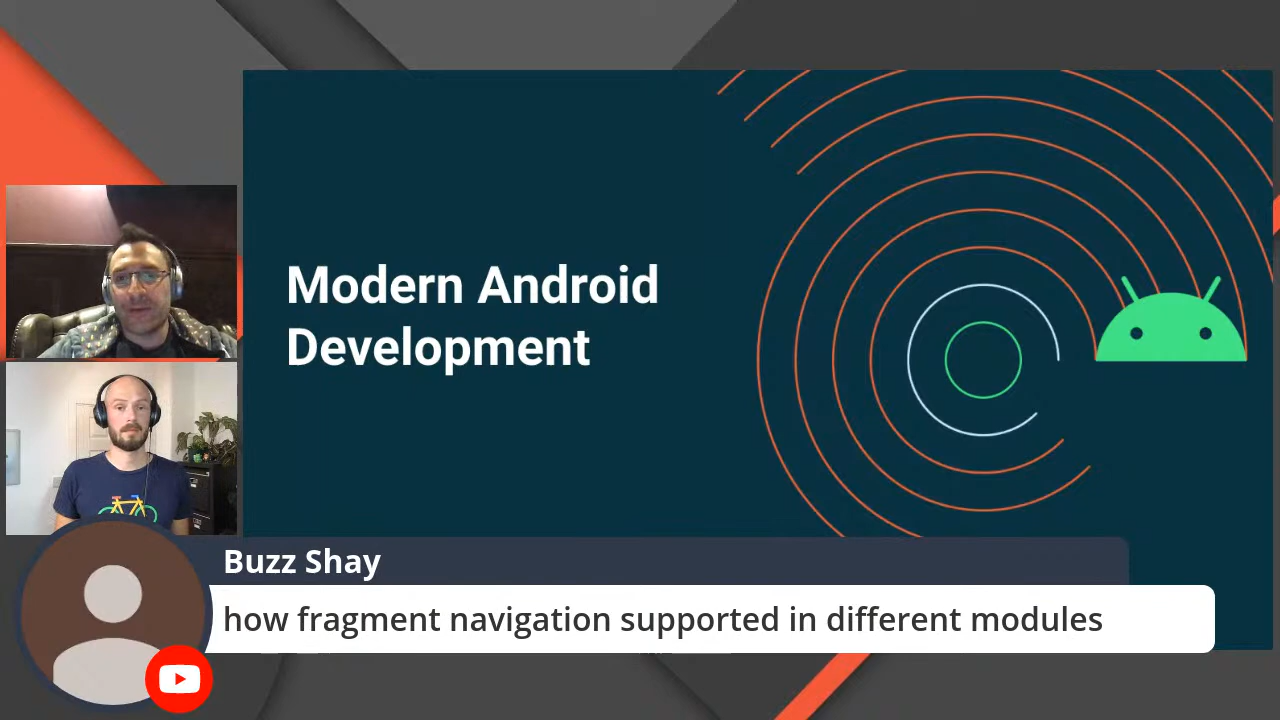 Modern Android
Development
Buzz Shay
how fragment navigation supported in different modules